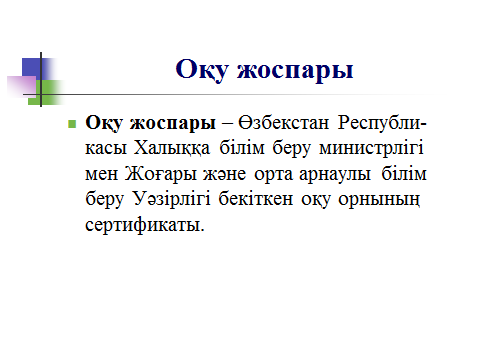 Оқу жоспары
Оқу жоспары – Өзбекстан Республи-
касы Халыққа білім беру министрлігі
мен Жоғары және орта арнаулы білім
беру Уәзірлігі бекіткен оқу орнының
сертификаты.